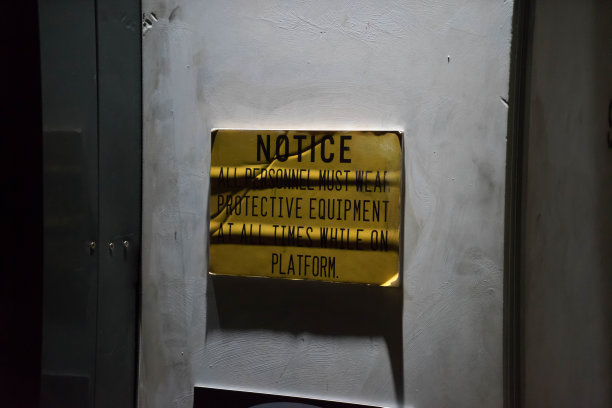 NOTICE
ALL PERSONNEL MUST WEAR
PROTECTIVE EQUIPMENT
AT ALL TIMES WHILE ON
PLATFORM.